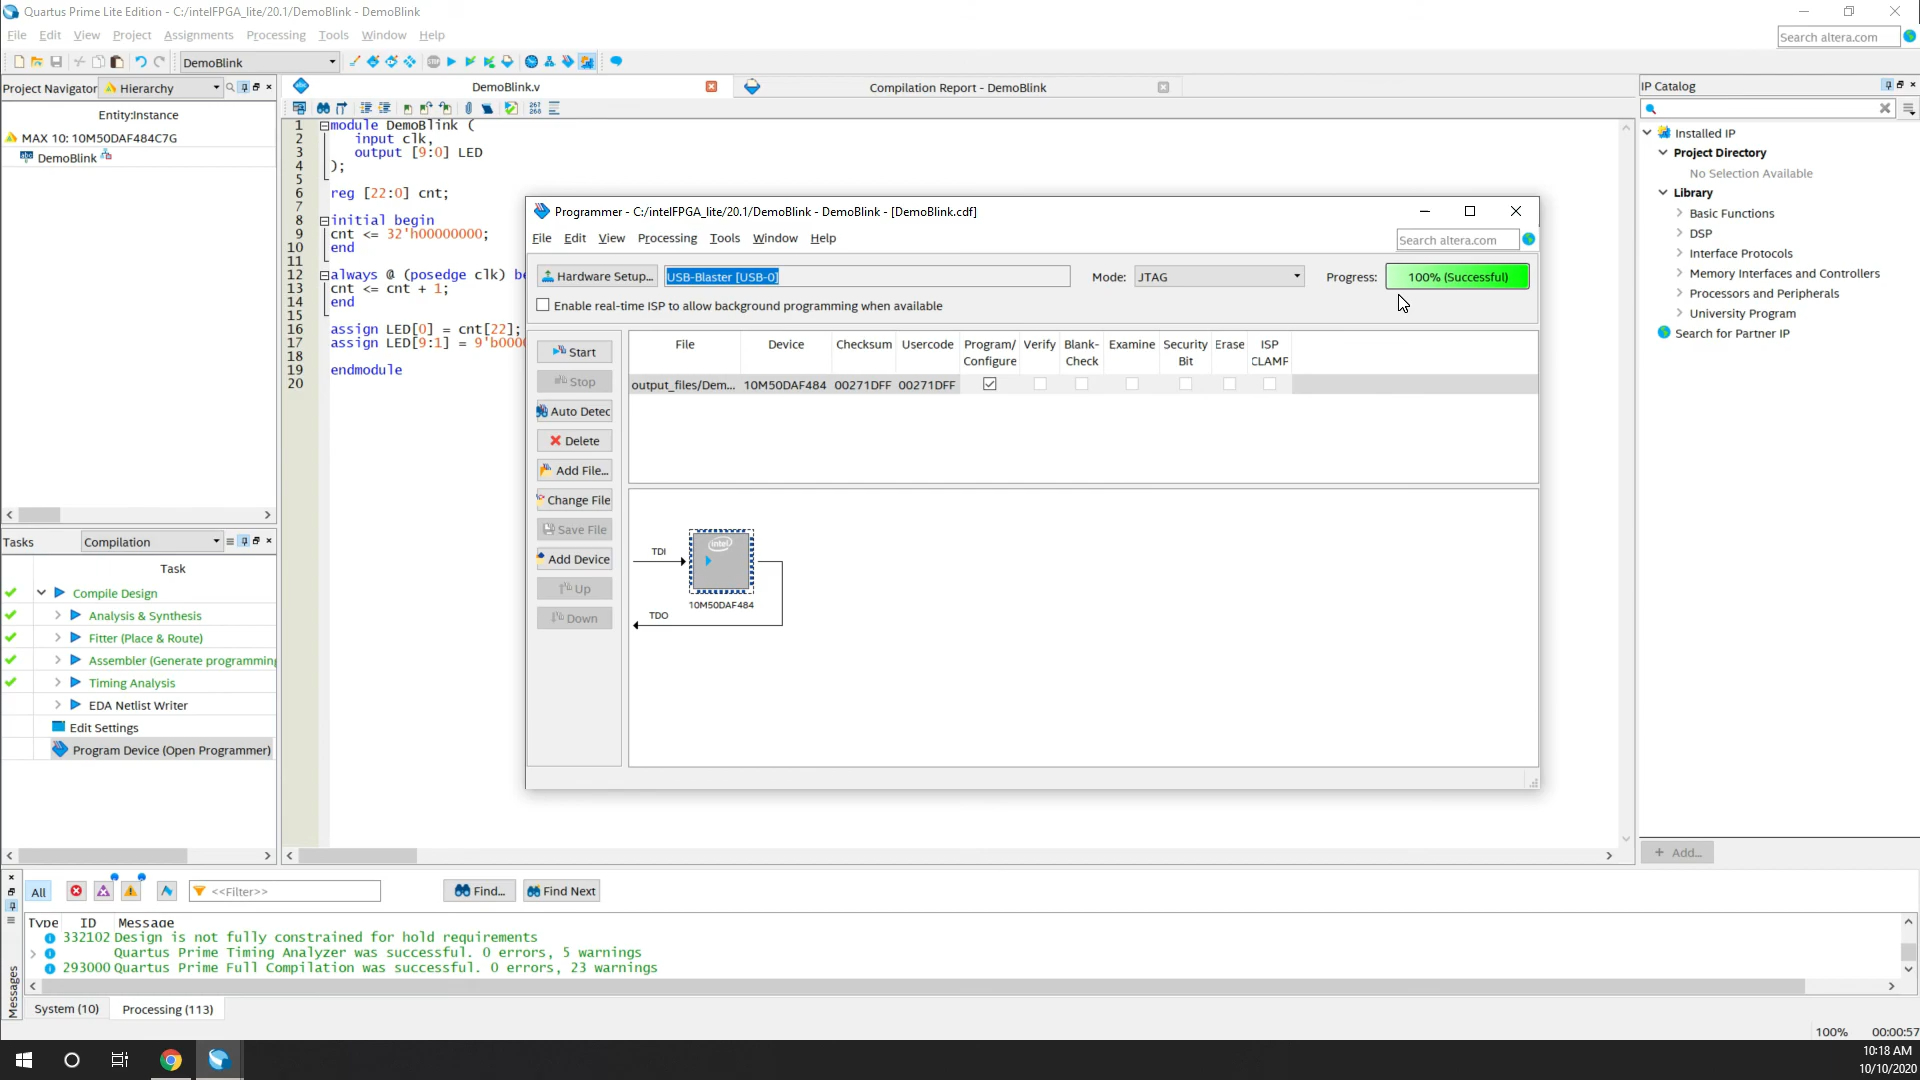 Quartus Prime Lite Edition - C:/intelFPGA_lite/20.1/DemoBlink - DemoBlink
File Edit View Project Assignments Processing Tools Window Help
Search altera.com
DemoBlink
Project Navigator Hierarchy
DemoBlink.v
Compilation Report - DemoBlink
IP Catalog
Entity:Instance
MAX 10: 10M50DAF484C7G
DemoBlink
267
268
1 module DemoBlink (
2 input clk,
3 output [9:0] LED
4 );
5
6 reg [22:0] cnt;
7
8 initial begin
9 cnt <= 32'h00000000;
10 end
11
12 always @ (posedge clk) be
13 cnt <= cnt + 1;
14 end
15
16 assign LED[0] = cnt[22];
17 assign LED[9:1] = 9'b000
18
19 endmodule
20
Programmer - C:/intelFPGA_lite/20.1/DemoBlink - DemoBlink - [DemoBlink.cdf]
File Edit View Processing Tools Window Help
Search altera.com
Hardware Setup... USB-Blaster [USB-0] Mode: JTAG Progress: 100% (Successful)
Enable real-time ISP to allow background programming when available
Start
Stop
Auto Detec
Delete
Add File...
Change File
Save File
Add Device
Up
Down
File Device Checksum Usercode Program/ Verify Blank- Examine Security Erase ISP
Configure Check Bit CLAMP
output_files/Dem... 10M50DAF484 00271DFF 00271DFF
TDI
intel
10M50DAF484
TDO
Installed IP
Project Directory
No Selection Available
Library
Basic Functions
DSP
Interface Protocols
Memory Interfaces and Controllers
Processors and Peripherals
University Program
Search for Partner IP
+ Add...
Tasks Compilation
Task
Compile Design
Analysis & Synthesis
Fitter (Place & Route)
Assembler (Generate programming
Timing Analysis
EDA Netlist Writer
Edit Settings
Program Device (Open Programmer)
All <<Filter>> Find... Find Next
Type ID Message
332102 Design is not fully constrained for hold requirements
Quartus Prime Timing Analyzer was successful. 0 errors, 5 warnings
293000 Quartus Prime Full Compilation was successful. 0 errors, 23 warnings
Messages
System (10) Processing (113)
100% 00:00:57
10:18 AM
10/10/2020